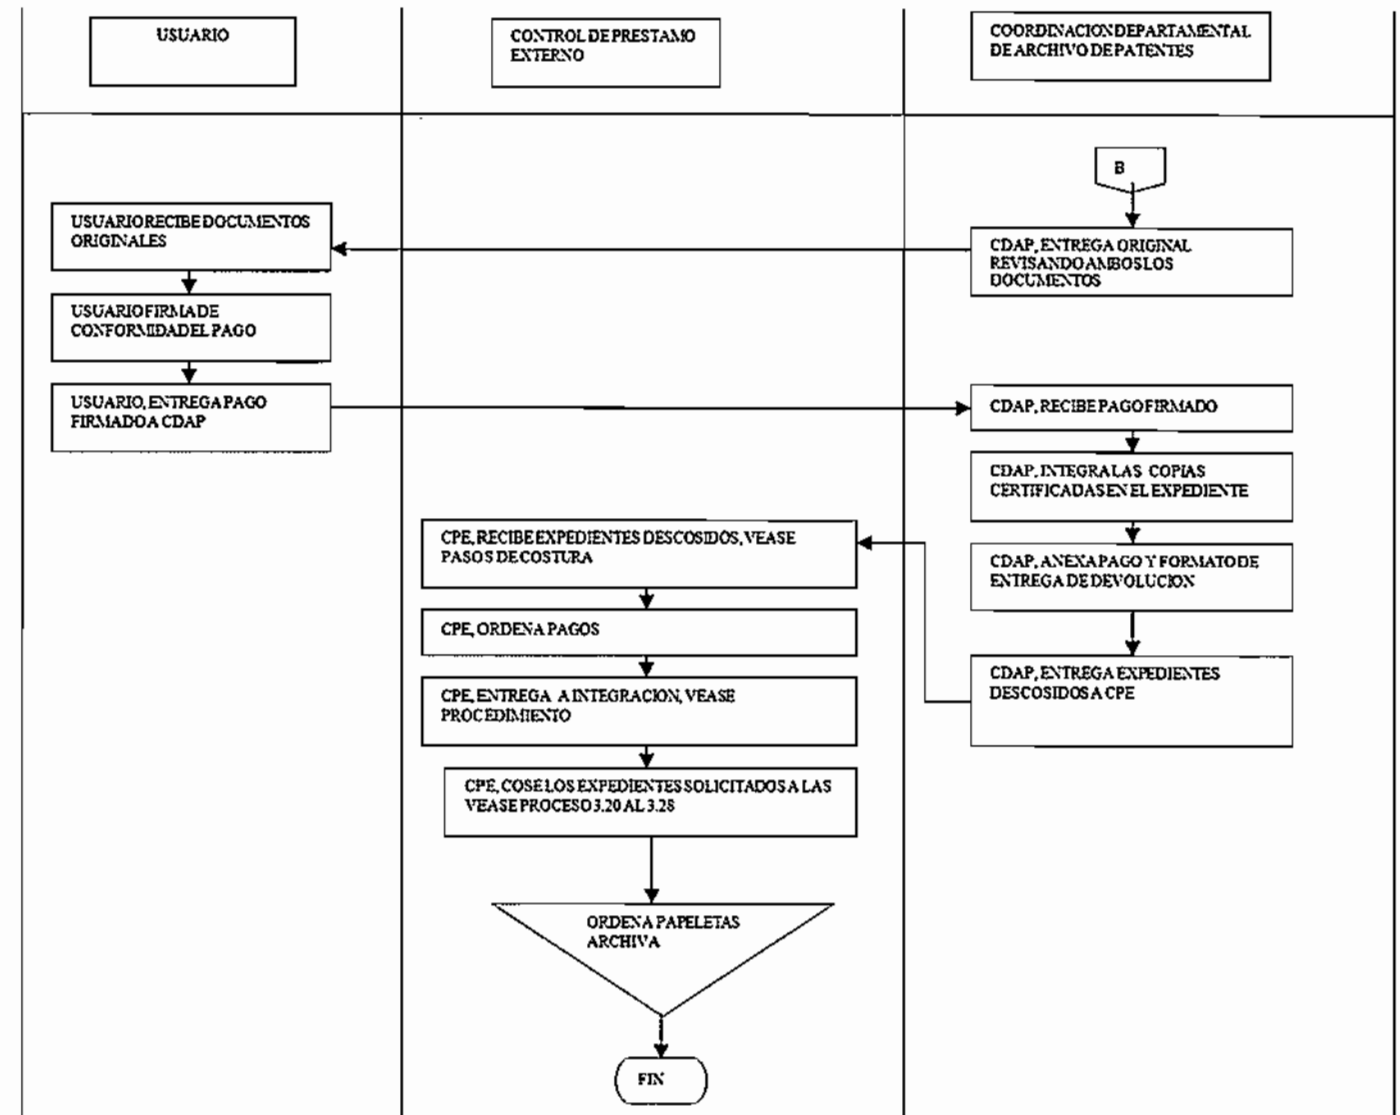 USUARIO
CONTROL DE PRESTAMO
EXTERNO
COORDINACION DEPARTAMENTAL
DE ARCHIVO DE PATENTES
B
CDAP, ENTREGA ORIGINAL
REVISANDO AMBOS LOS
DOCUMENTOS
USUARIO RECIBE DOCUMENTOS
ORIGINALES
USUARIO FIRMA DE
CONFORMIDAD EL PAGO
USUARIO, ENTREGA PAGO
FIRMADO A CDAP
CDAP, RECIBE PAGO FIRMADO
CDAP, INTEGRA LAS COPIAS
CERTIFICADAS EN EL EXPEDIENTE
CDAP, ANEXA PAGO Y FORMATO DE
ENTREGA DE DEVOLUCION
CDAP, ENTREGA EXPEDIENTES
DESCOSIDOS A CPE
CPE, RECIBE EXPEDIENTES DESCOSIDOS, VEASE
PASOS DE COSTURA
CPE, ORDENA PAGOS
CPE, ENTREGA A INTEGRACION, VEASE
PROCEDIMIENTO
CPE, COSE LOS EXPEDIENTES SOLICITADOS A LAS
VEASE PROCESO 3.20 AL 3.28
ORDENA PAPELETAS
ARCHIVA
FIN